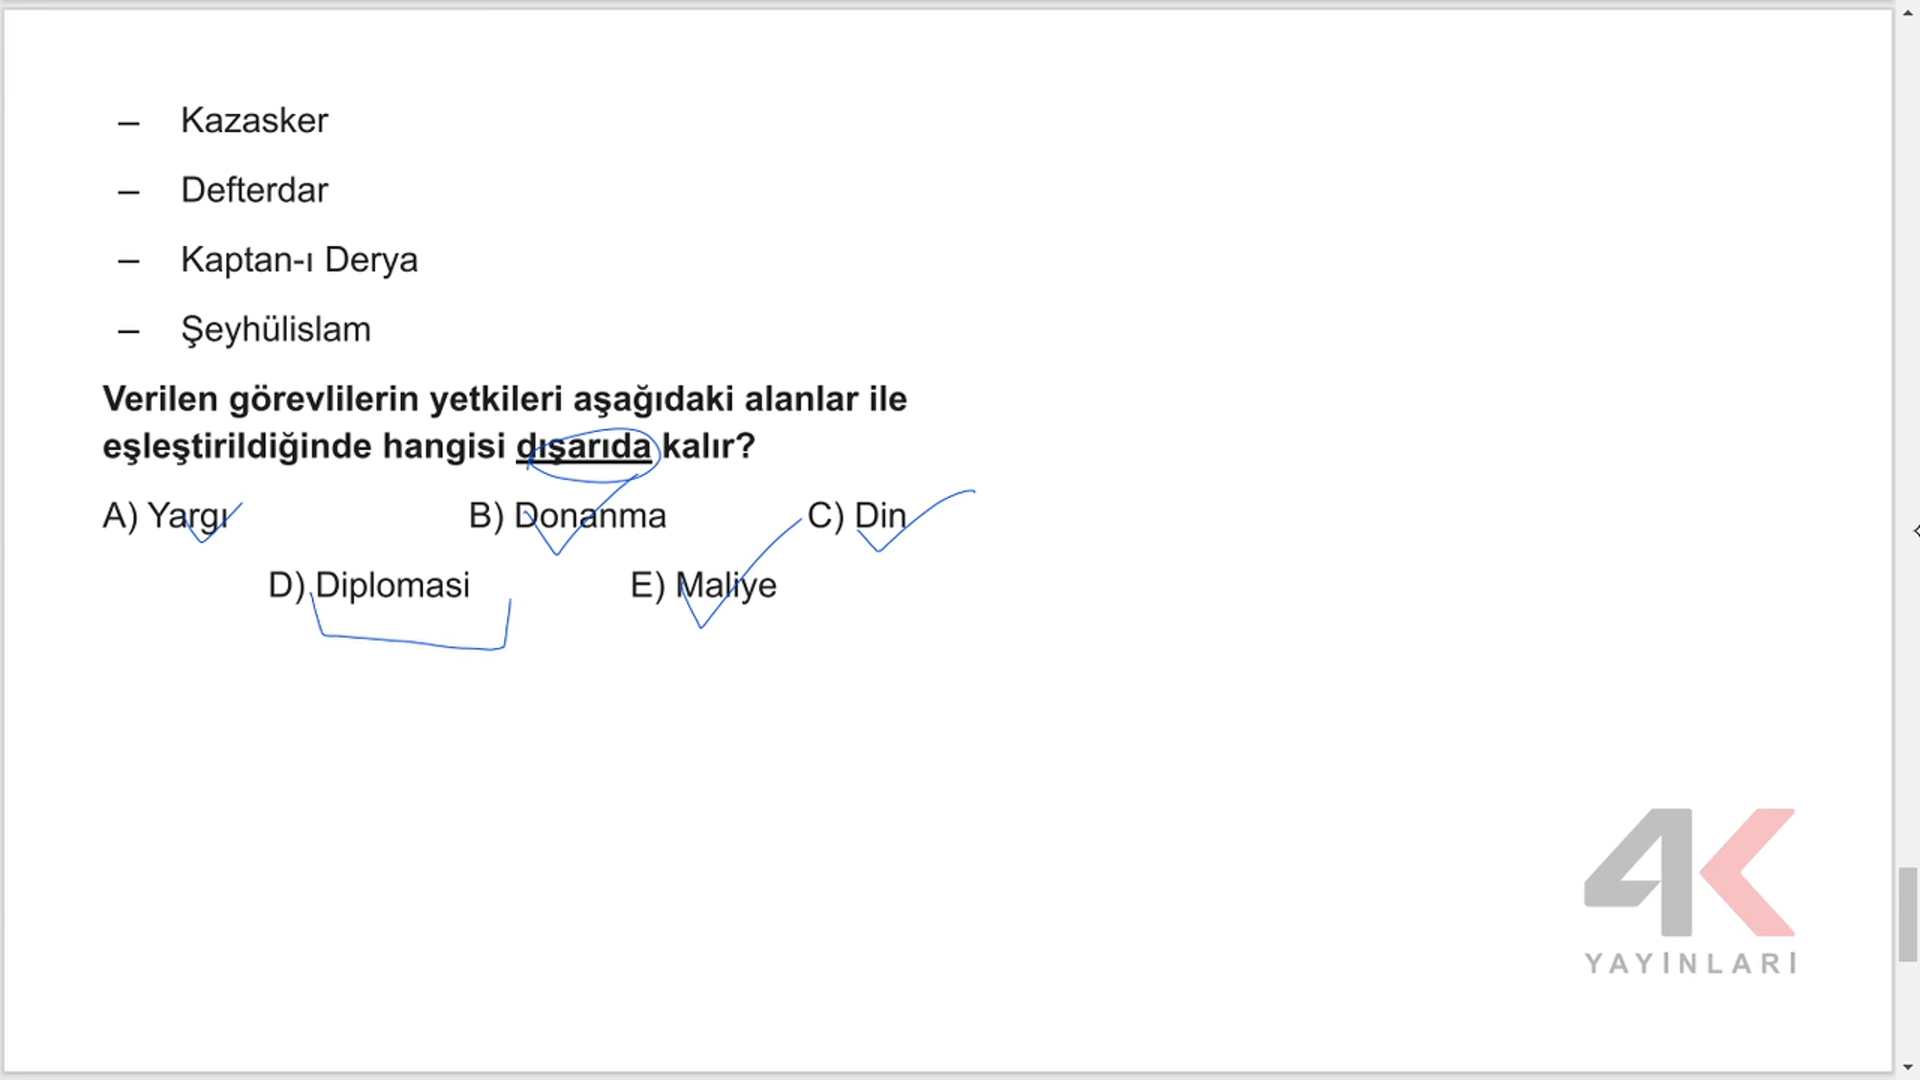 – Kazasker
– Defterdar
– Kaptan-ı Derya
– Şeyhülislam
Verilen görevlilerin yetkileri aşağıdaki alanlar ile
eşleştirildiğinde hangisi dışarıda kalır?
A) Yargı B) Donanma C) Din
D) Diplomasi E) Maliye
4K
YAYINLARI